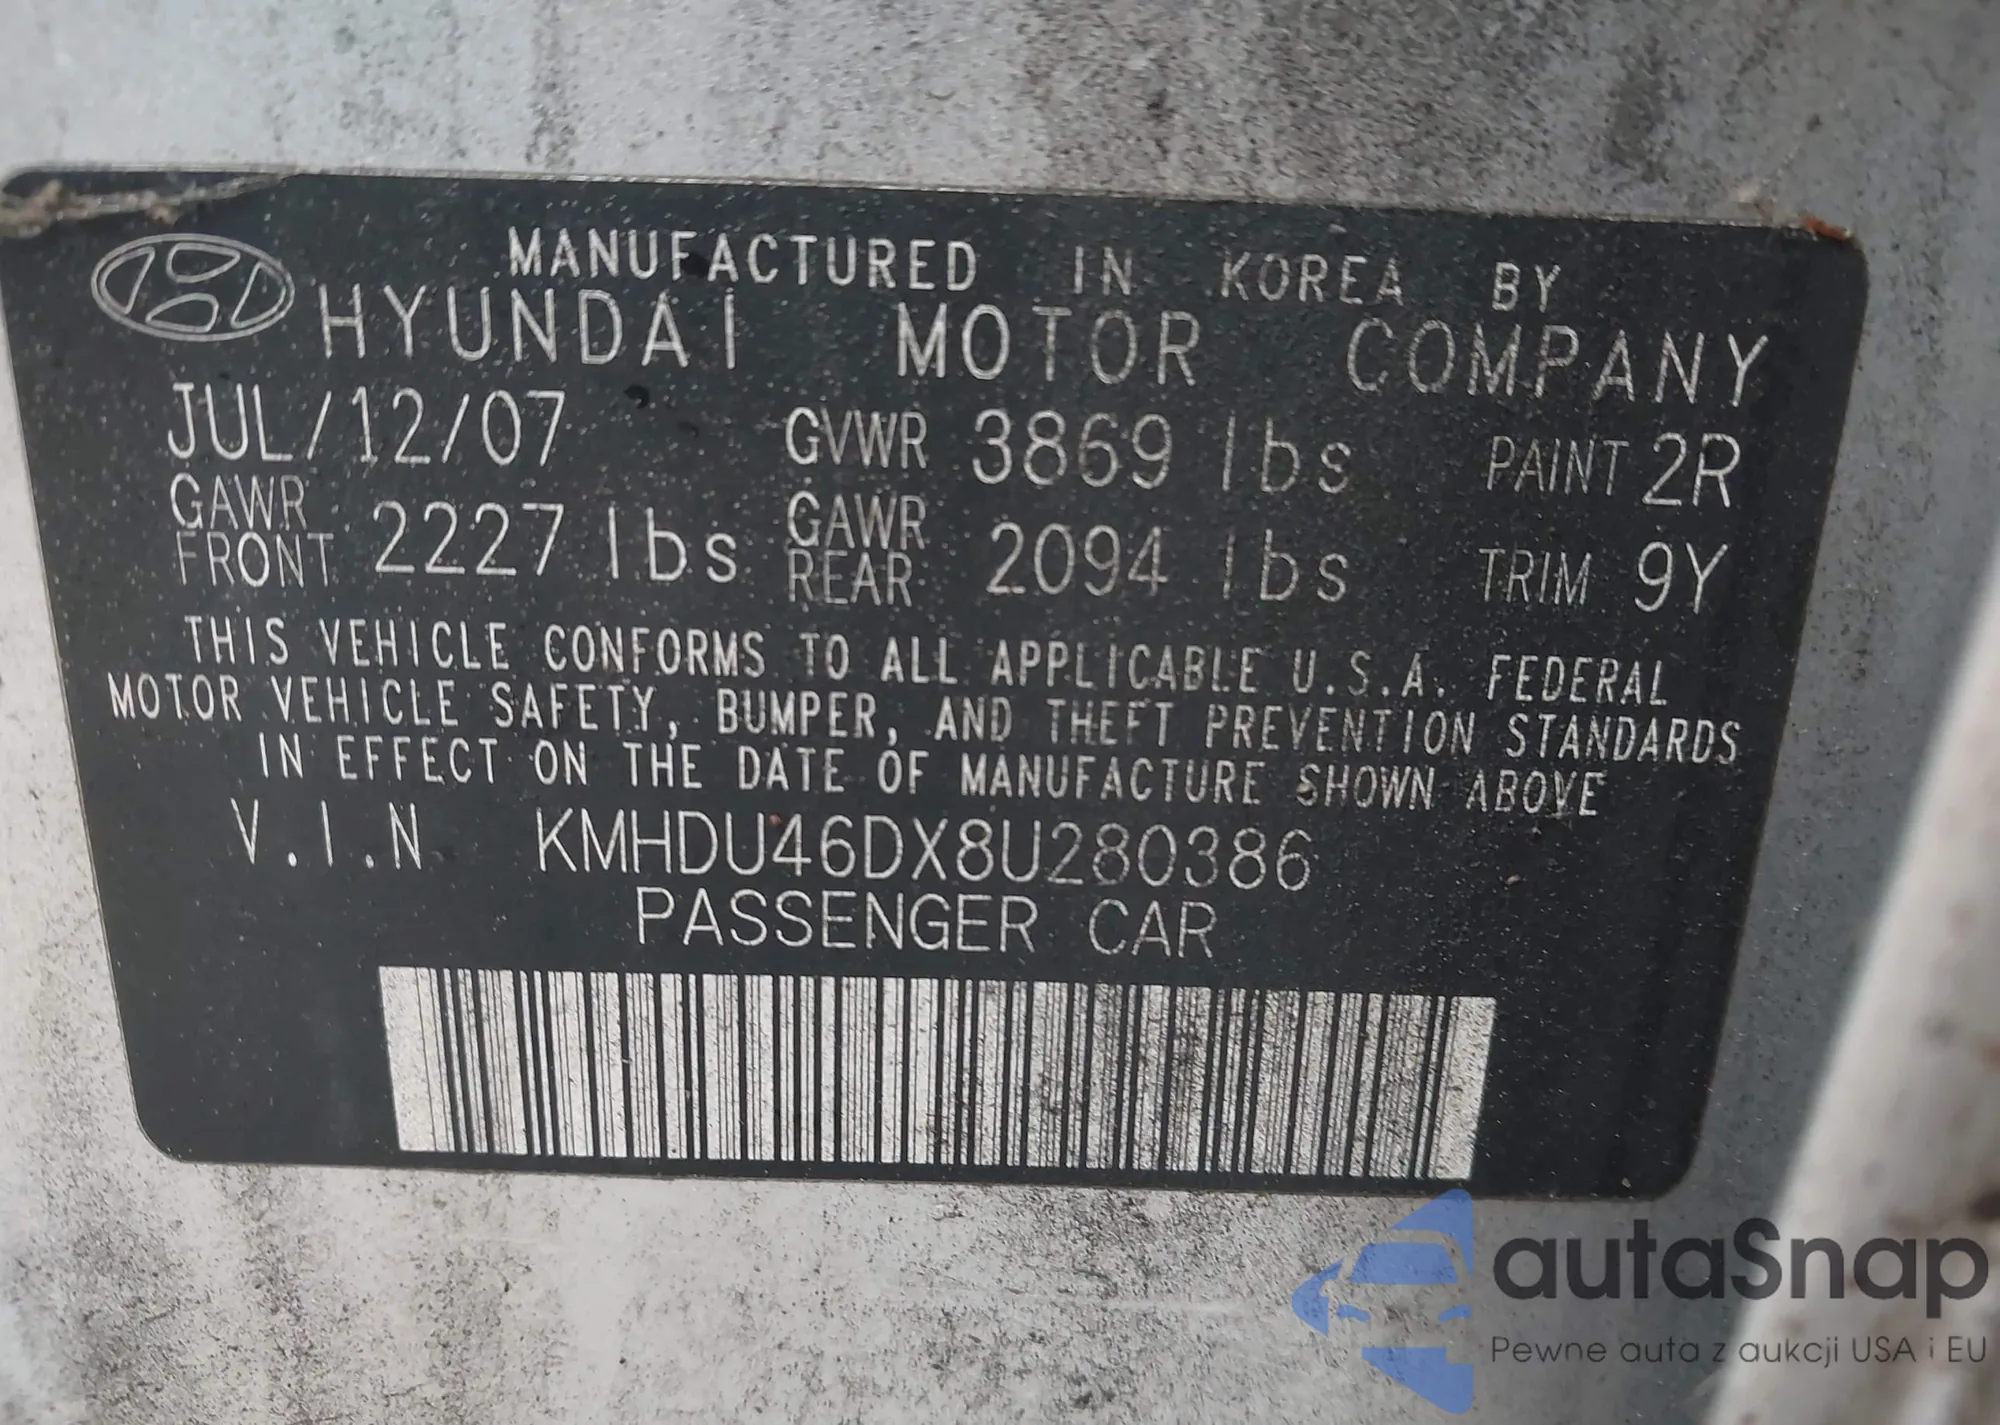 MANUFACTURED IN KOREA BY
HYUNDAI MOTOR COMPANY
JUL/12/07 GVWR 3869 lbs PAINT 2R
GAWR FRONT 2227 lbs GAWR REAR 2094 lbs TRIM 9Y
THIS VEHICLE CONFORMS TO ALL APPLICABLE U.S.A. FEDERAL
MOTOR VEHICLE SAFETY, BUMPER, AND THEFT PREVENTION STANDARDS
IN EFFECT ON THE DATE OF MANUFACTURE SHOWN ABOVE
V.I.N KMHDU46DX8U280386
PASSENGER CAR
autaSnap
Pewne auta z aukcji USA i EU